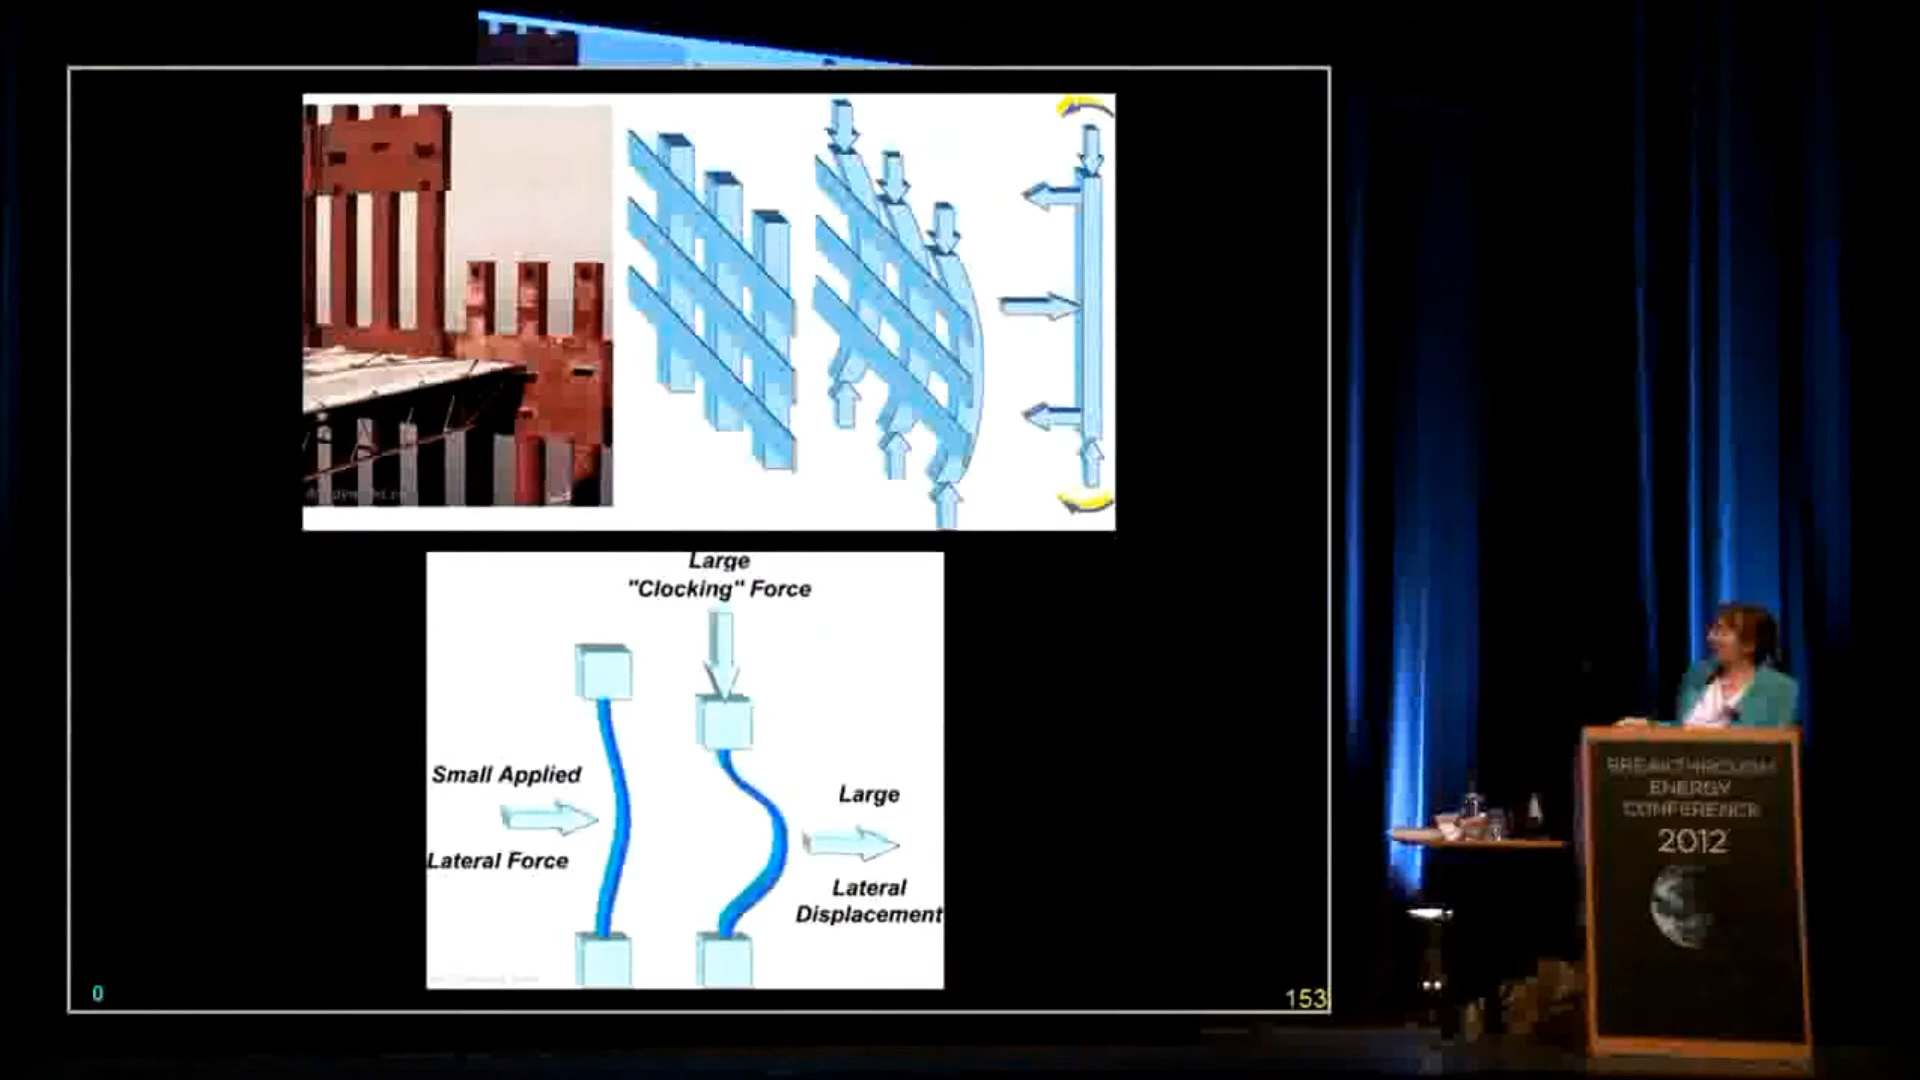 Large
"Clocking" Force
Small Applied
Lateral Force
Large
Lateral
Displacement
0
153
BREAKTHROUGH
ENERGY
CONFERENCE
2012